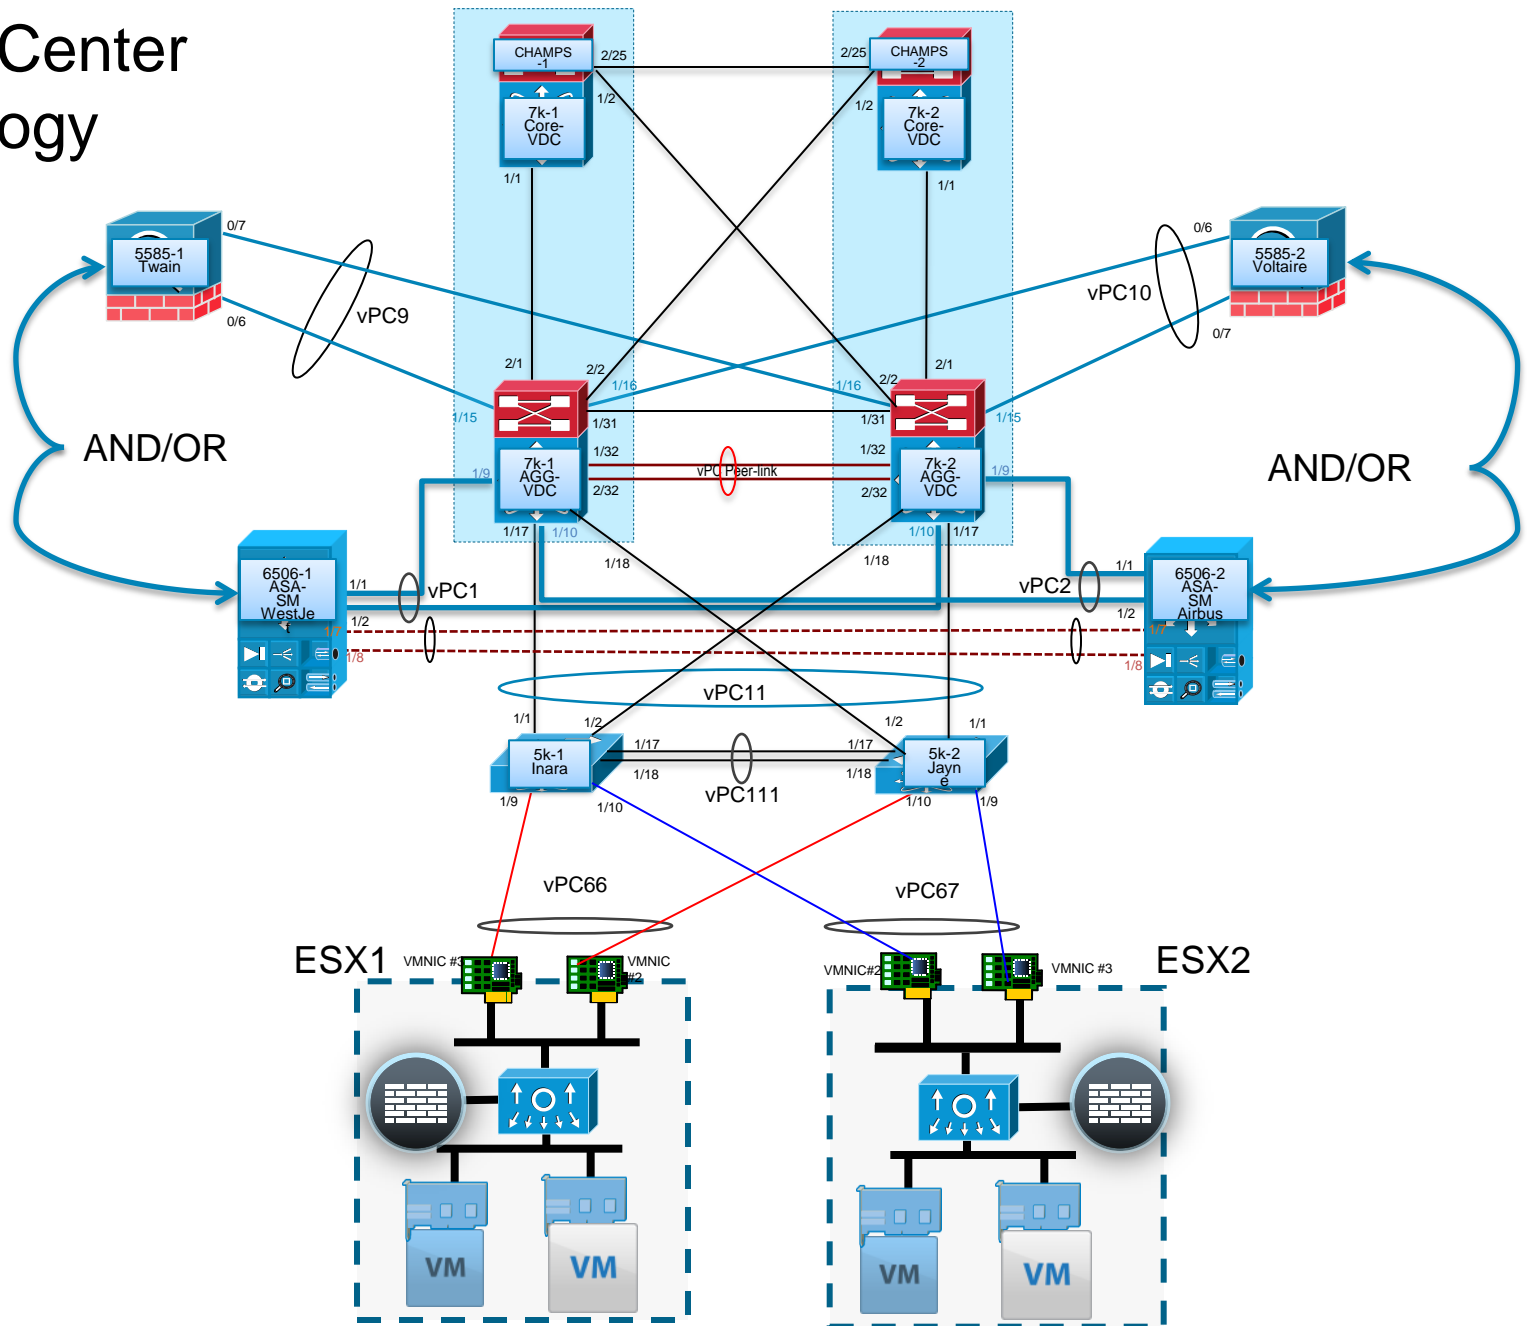 Center
ogy
CHAMPS
-1
2/25
2/25
CHAMPS
-2
1/2
1/2
7k-1
Core-
VDC
7k-2
Core-
VDC
1/1
1/1
0/7
0/6
5585-1
Twain
5585-2
Voltaire
vPC9
vPC10
0/6
0/7
2/1
2/2
1/16
1/16
2/2
2/1
1/15
1/31
1/31
1/15
AND/OR
AND/OR
1/9
7k-1
AGG-
VDC
1/32
vPC Peer-link
1/32
2/32
2/32
7k-2
AGG-
VDC
1/9
1/17
1/10
1/18
1/18
1/10
1/17
6506-1
ASA-
SM
WestJe
t
1/1
1/2
1/7
1/8
vPC1
vPC2
1/1
1/2
1/7
1/8
6506-2
ASA-
SM
Airbus
vPC11
1/1
1/2
1/2
1/1
5k-1
Inara
1/17
1/18
1/17
1/18
5k-2
Jayn
e
vPC111
1/9
1/10
1/10
1/9
vPC66
vPC67
ESX1
VMNIC #3
VMNIC
#2
VMNIC#2
VMNIC #3
ESX2
VM
VM
VM
VM